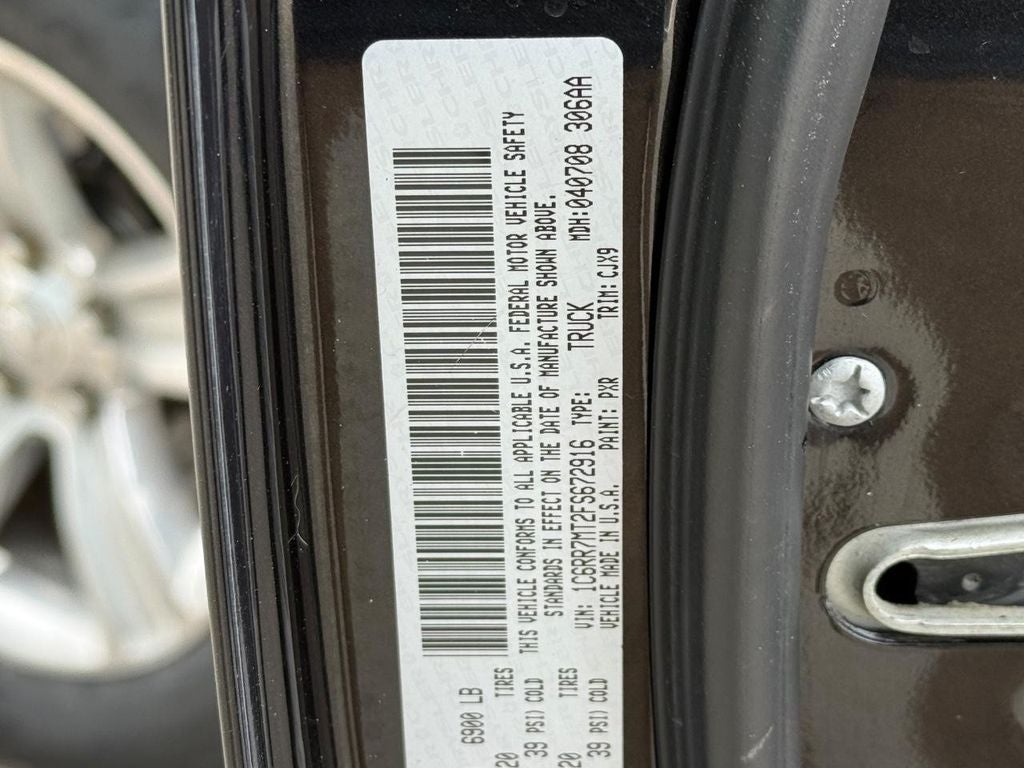 6900 LB
20 TIRES
39 PSI) COLD
20 TIRES
39 PSI) COLD
THIS VEHICLE CONFORMS TO ALL APPLICABLE U.S.A. FEDERAL MOTOR VEHICLE SAFETY
STANDARDS IN EFFECT ON THE DATE OF MANUFACTURE SHOWN ABOVE.
VIN: 1C6RR7MT2FS672916 TYPE: TRUCK MDH:040708 306AA
VEHICLE MADE IN U.S.A. PAINT: PXR TRIM: CJX9